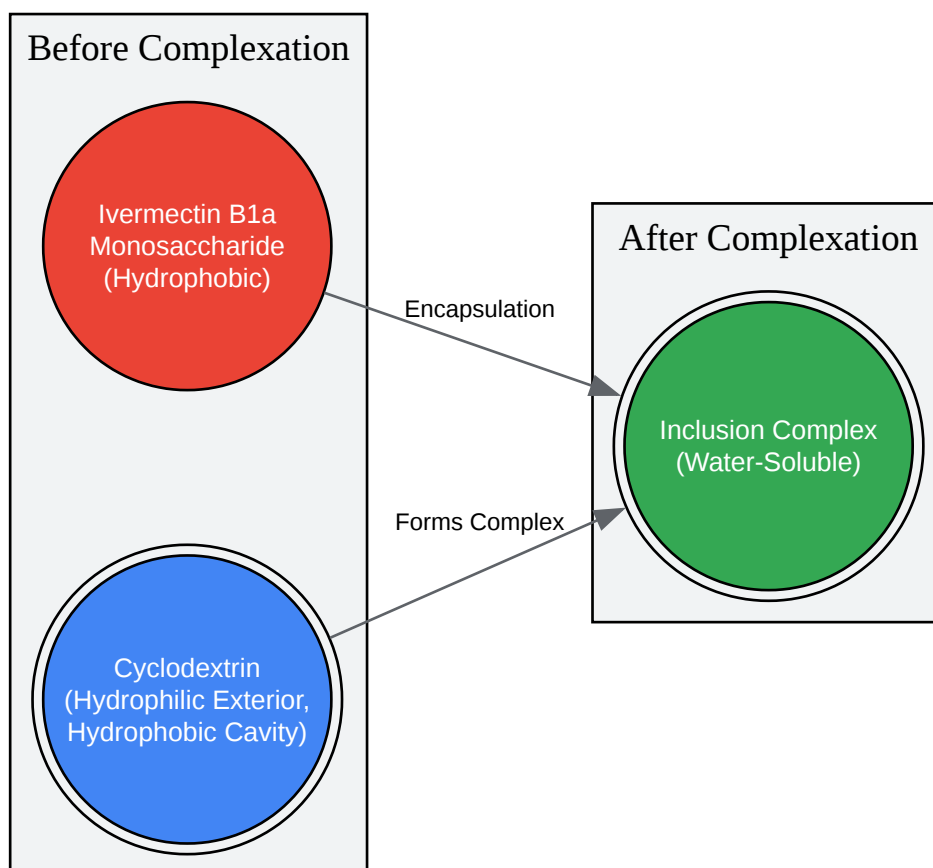 Before Complexation
Ivermectin B1a
Monosaccharide
(Hydrophobic)
Encapsulation
After Complexation
Inclusion Complex
(Water-Soluble)
Forms Complex
Cyclodextrin
(Hydrophilic Exterior,
Hydrophobic Cavity)